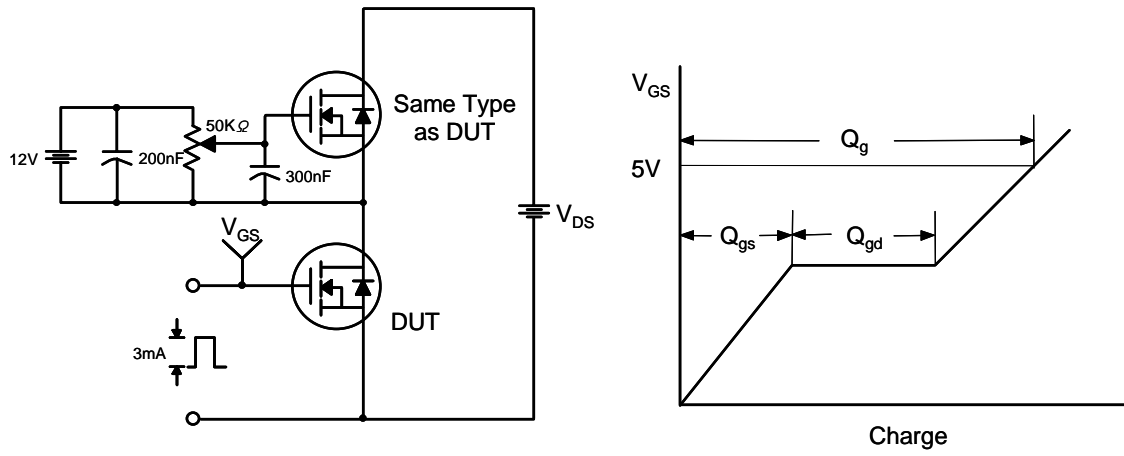 Same Type
as DUT
50KΩ
12V
200nF
300nF
V_GS
V_DS
DUT
3mA
V_GS
Q_g
5V
Q_gs
Q_gd
Charge